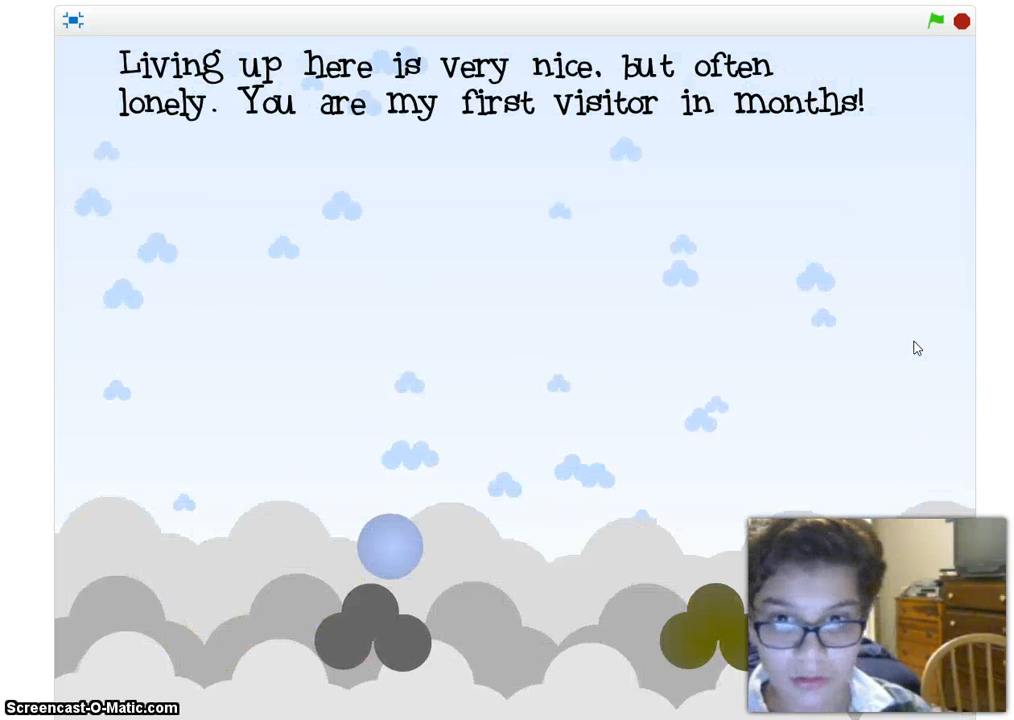 Living up here is very nice, but often
lonely. You are my first visitor in months!
Screencast-O-Matic.com